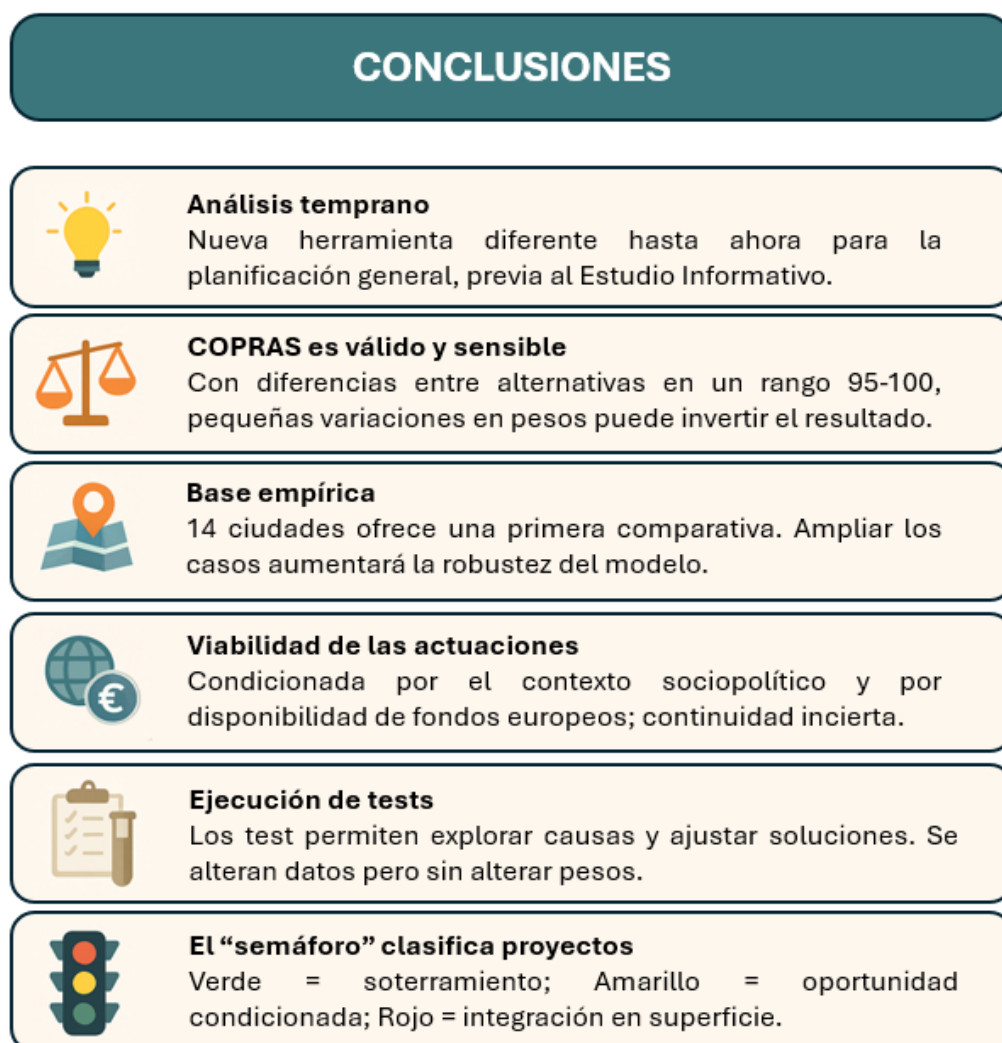 CONCLUSIONES
Análisis temprano
Nueva herramienta diferente hasta ahora para la
planificación general, previa al Estudio Informativo.
COPRAS es válido y sensible
Con diferencias entre alternativas en un rango 95-100,
pequeñas variaciones en pesos puede invertir el resultado.
Base empírica
14 ciudades ofrece una primera comparativa. Ampliar los
casos aumentará la robustez del modelo.
Viabilidad de las actuaciones
Condicionada por el contexto sociopolítico y por
disponibilidad de fondos europeos; continuidad incierta.
€
Ejecución de tests
Los test permiten explorar causas y ajustar soluciones. Se
alteran datos pero sin alterar pesos.
El “semáforo” clasifica proyectos
Verde = soterramiento; Amarillo = oportunidad
condicionada; Rojo = integración en superficie.